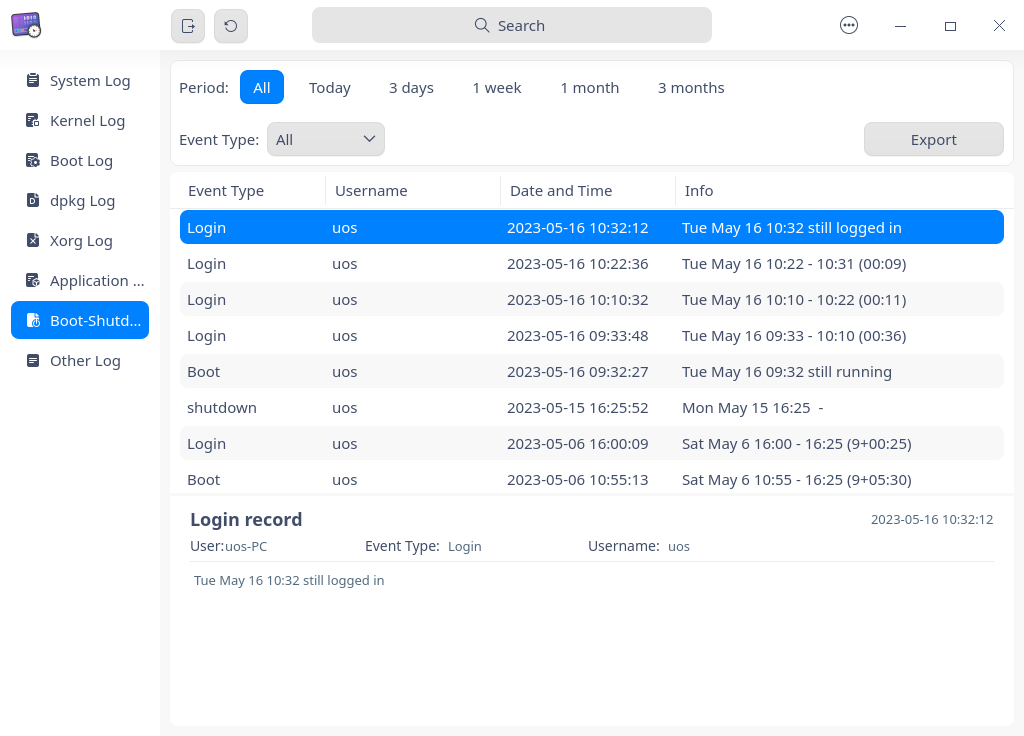 Search
System Log
Kernel Log
Boot Log
dpkg Log
Xorg Log
Application ...
Boot-Shutd...
Other Log
Period: All Today 3 days 1 week 1 month 3 months
Event Type: All Export
Event Type Username Date and Time Info
Login uos 2023-05-16 10:32:12 Tue May 16 10:32 still logged in
Login uos 2023-05-16 10:22:36 Tue May 16 10:22 - 10:31 (00:09)
Login uos 2023-05-16 10:10:32 Tue May 16 10:10 - 10:22 (00:11)
Login uos 2023-05-16 09:33:48 Tue May 16 09:33 - 10:10 (00:36)
Boot uos 2023-05-16 09:32:27 Tue May 16 09:32 still running
shutdown uos 2023-05-15 16:25:52 Mon May 15 16:25 -
Login uos 2023-05-06 16:00:09 Sat May 6 16:00 - 16:25 (9+00:25)
Boot uos 2023-05-06 10:55:13 Sat May 6 10:55 - 16:25 (9+05:30)
Login record 2023-05-16 10:32:12
User: uos-PC Event Type: Login Username: uos
Tue May 16 10:32 still logged in